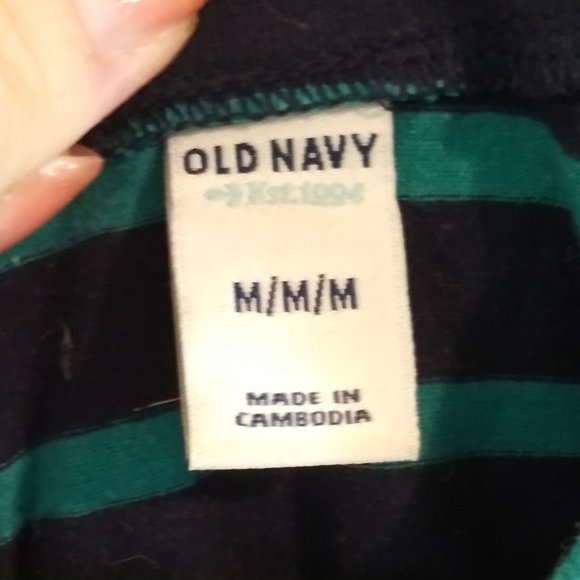 OLD NAVY
Est. 1994
M/M/M
MADE IN
CAMBODIA